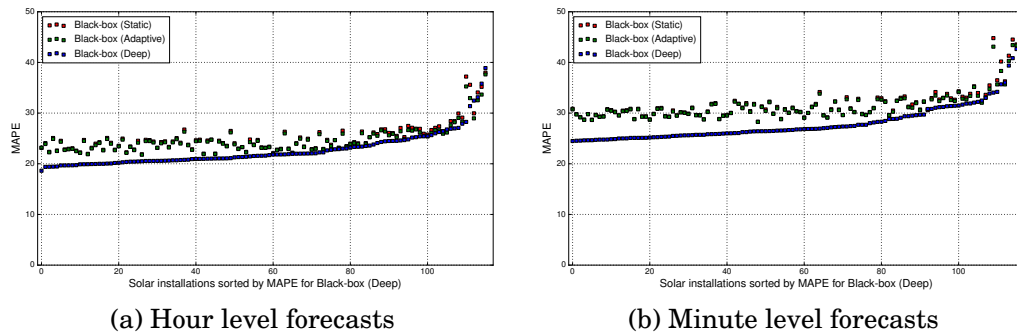 50
40
30
20
10
0
MAPE
Black-box (Static)
Black-box (Adaptive)
Black-box (Deep)
0 20 40 60 80 100
Solar installations sorted by MAPE for Black-box (Deep)
(a) Hour level forecasts
50
40
30
20
10
0
MAPE
Black-box (Static)
Black-box (Adaptive)
Black-box (Deep)
0 20 40 60 80 100
Solar installations sorted by MAPE for Black-box (Deep)
(b) Minute level forecasts